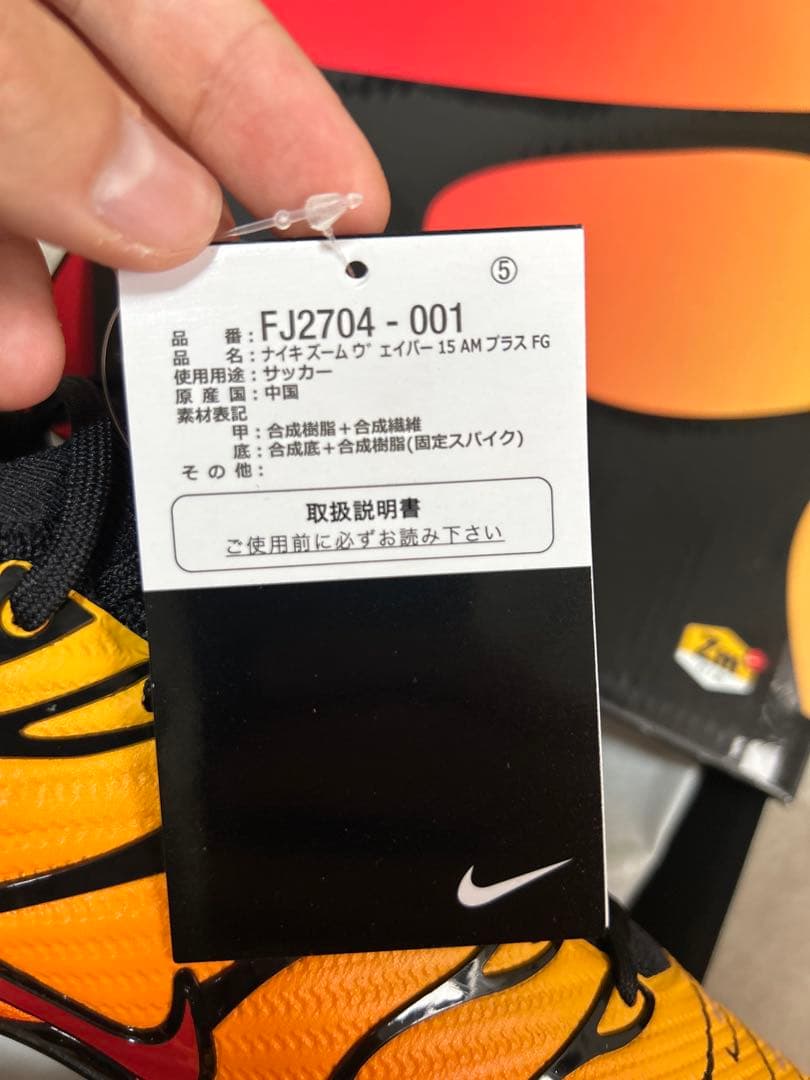 ⑤
品 番：FJ2704 - 001
品 名：ナイキ ズーム ヴェイパー 15 AM プラス FG
使用用途：サッカー
原 産 国：中国
素材表記
甲：合成樹脂＋合成繊維
底：合成底＋合成樹脂(固定スパイク)
そ の 他：
取扱説明書
ご使用前に必ずお読み下さい
Zm